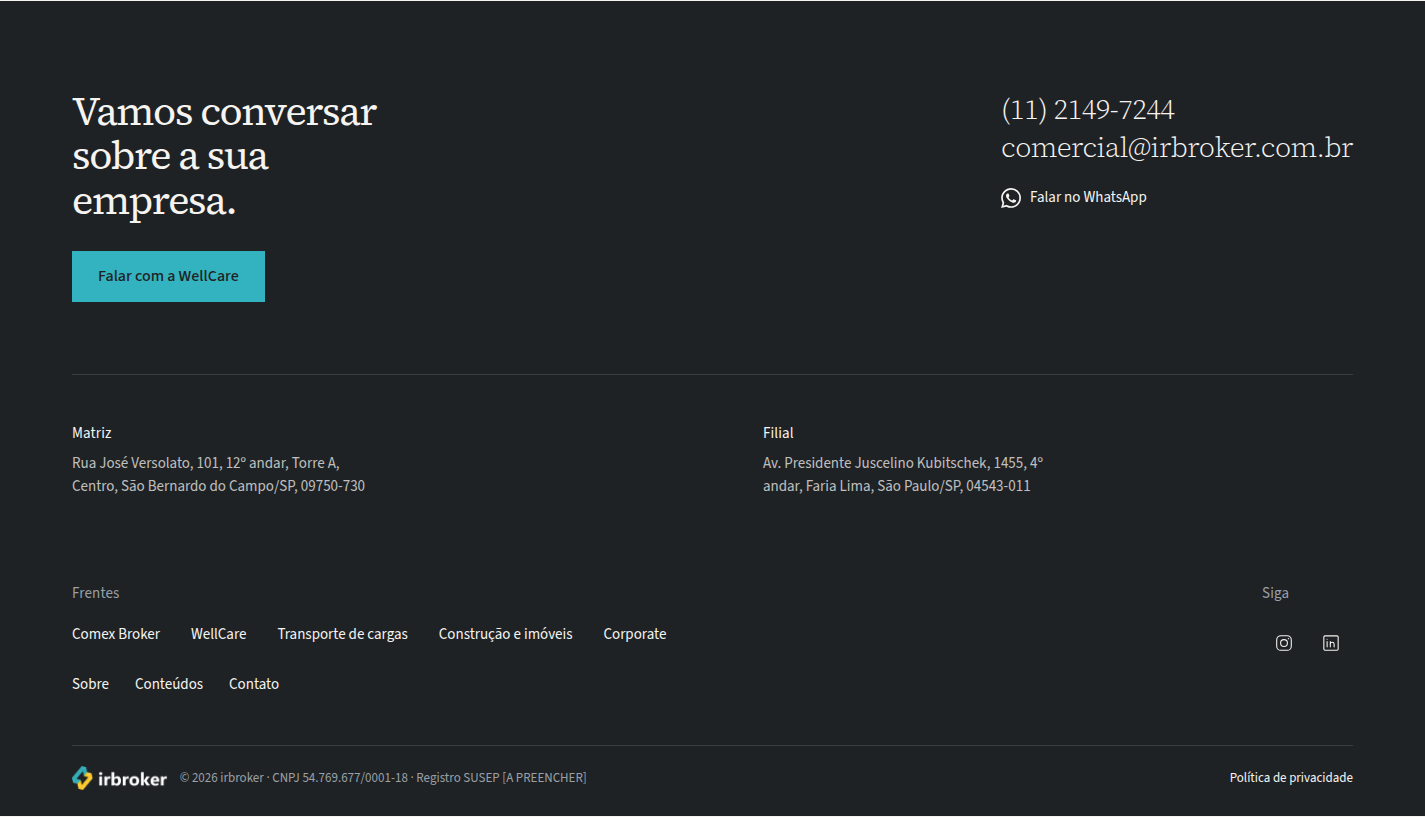 Vamos conversar
sobre a sua
empresa.
Falar com a WellCare
(11) 2149-7244
comercial@irbroker.com.br
Falar no WhatsApp
Matriz
Rua José Versolato, 101, 12º andar, Torre A,
Centro, São Bernardo do Campo/SP, 09750-730
Filial
Av. Presidente Juscelino Kubitschek, 1455, 4º
andar, Faria Lima, São Paulo/SP, 04543-011
Frentes
Comex Broker WellCare Transporte de cargas Construção e imóveis Corporate
Sobre Conteúdos Contato
Siga
in
irbroker © 2026 irbroker · CNPJ 54.769.677/0001-18 · Registro SUSEP [A PREENCHER]
Política de privacidade